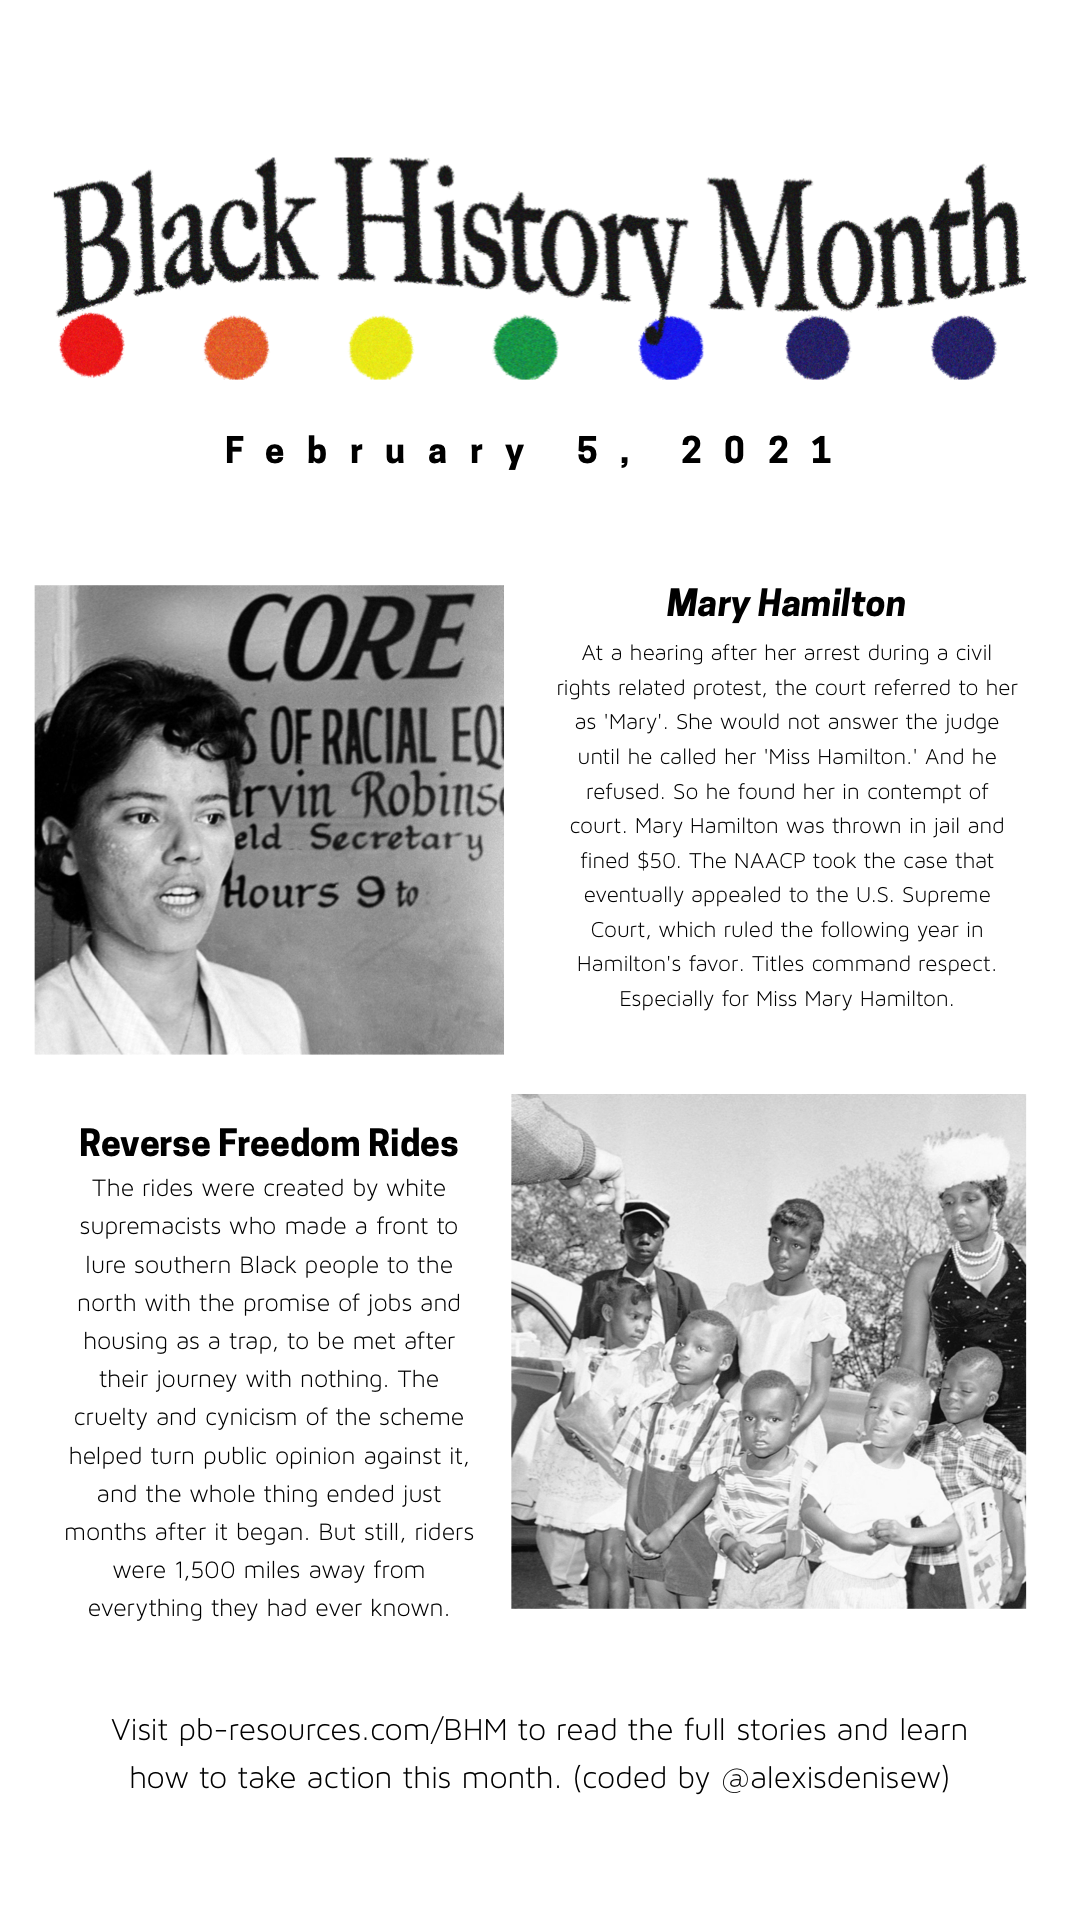 Black History Month
February 5, 2021
CORE
S OF RACIAL EQ
rvin Robins
eld Secretary
Hours 9 to
Mary Hamilton
At a hearing after her arrest during a civil
rights related protest, the court referred to her
as 'Mary'. She would not answer the judge
until he called her 'Miss Hamilton.' And he
refused. So he found her in contempt of
court. Mary Hamilton was thrown in jail and
fined $50. The NAACP took the case that
eventually appealed to the U.S. Supreme
Court, which ruled the following year in
Hamilton's favor. Titles command respect.
Especially for Miss Mary Hamilton.
Reverse Freedom Rides
The rides were created by white
supremacists who made a front to
lure southern Black people to the
north with the promise of jobs and
housing as a trap, to be met after
their journey with nothing. The
cruelty and cynicism of the scheme
helped turn public opinion against it,
and the whole thing ended just
months after it began. But still, riders
were 1,500 miles away from
everything they had ever known.
Visit pb-resources.com/BHM to read the full stories and learn
how to take action this month. (coded by @alexisdenisew)